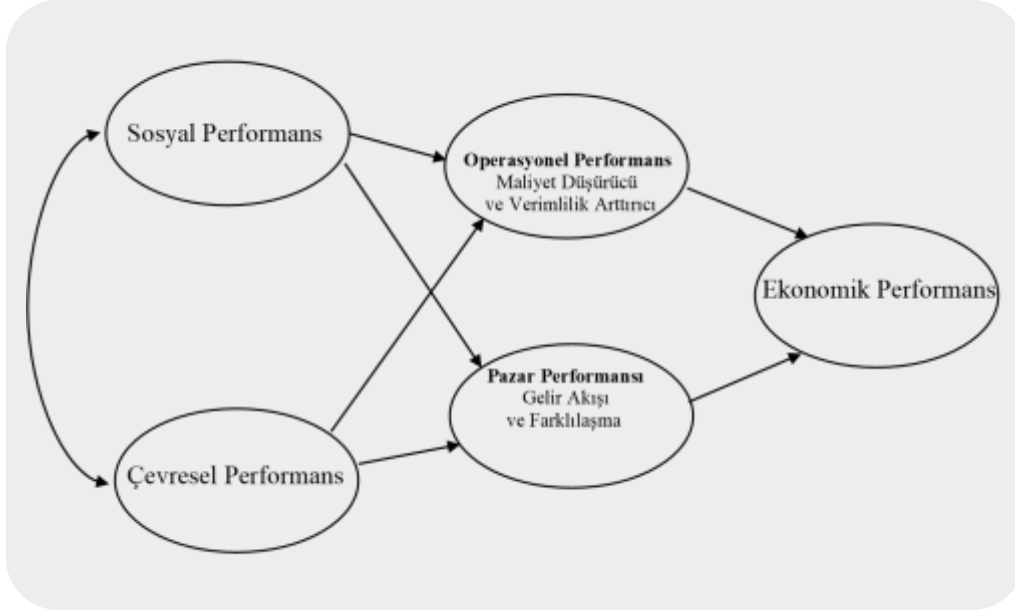 Sosyal Performans
Operasyonel Performans
Maliyet Düşürücü
ve Verimlilik Arttırıcı
Ekonomik Performans
Pazar Performansı
Gelir Akışı
ve Farklılaşma
Çevresel Performans